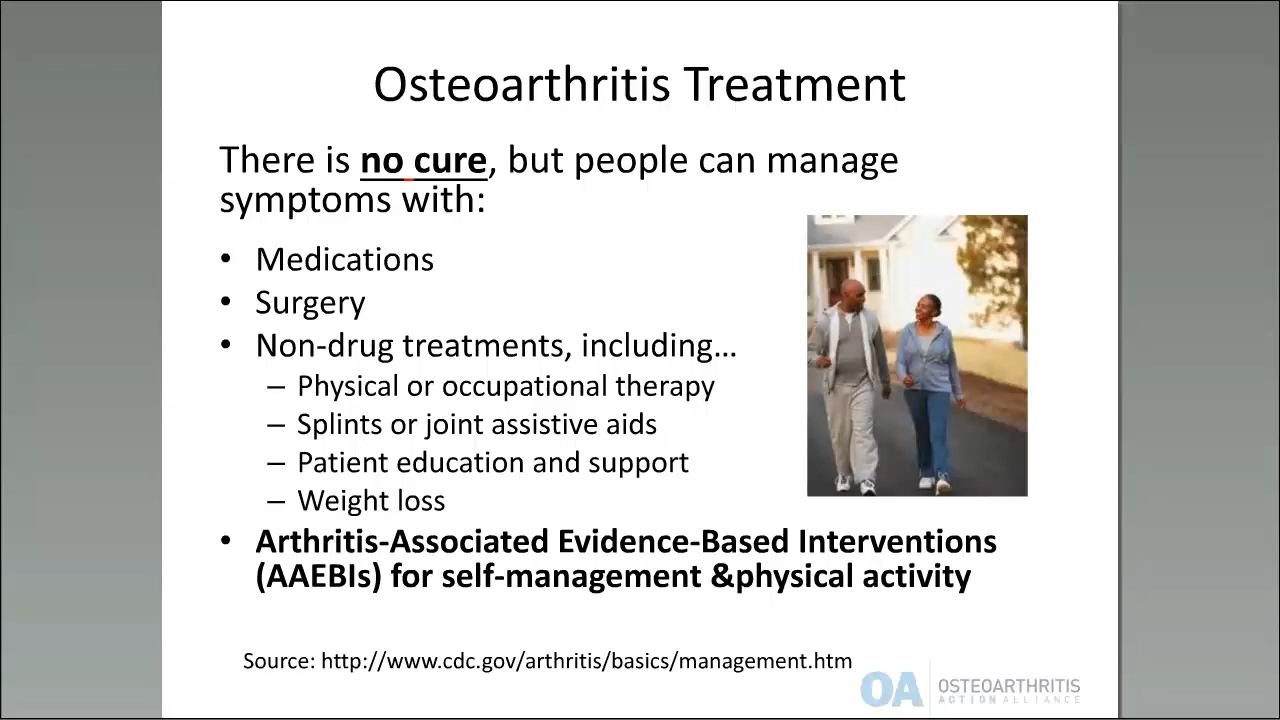 Osteoarthritis Treatment
There is no cure, but people can manage
symptoms with:
• Medications
• Surgery
• Non-drug treatments, including…
– Physical or occupational therapy
– Splints or joint assistive aids
– Patient education and support
– Weight loss
• Arthritis-Associated Evidence-Based Interventions
(AAEBIs) for self-management &physical activity
Source: http://www.cdc.gov/arthritis/basics/management.htm
OA OSTEOARTHRITIS
ACTION ALLIANCE